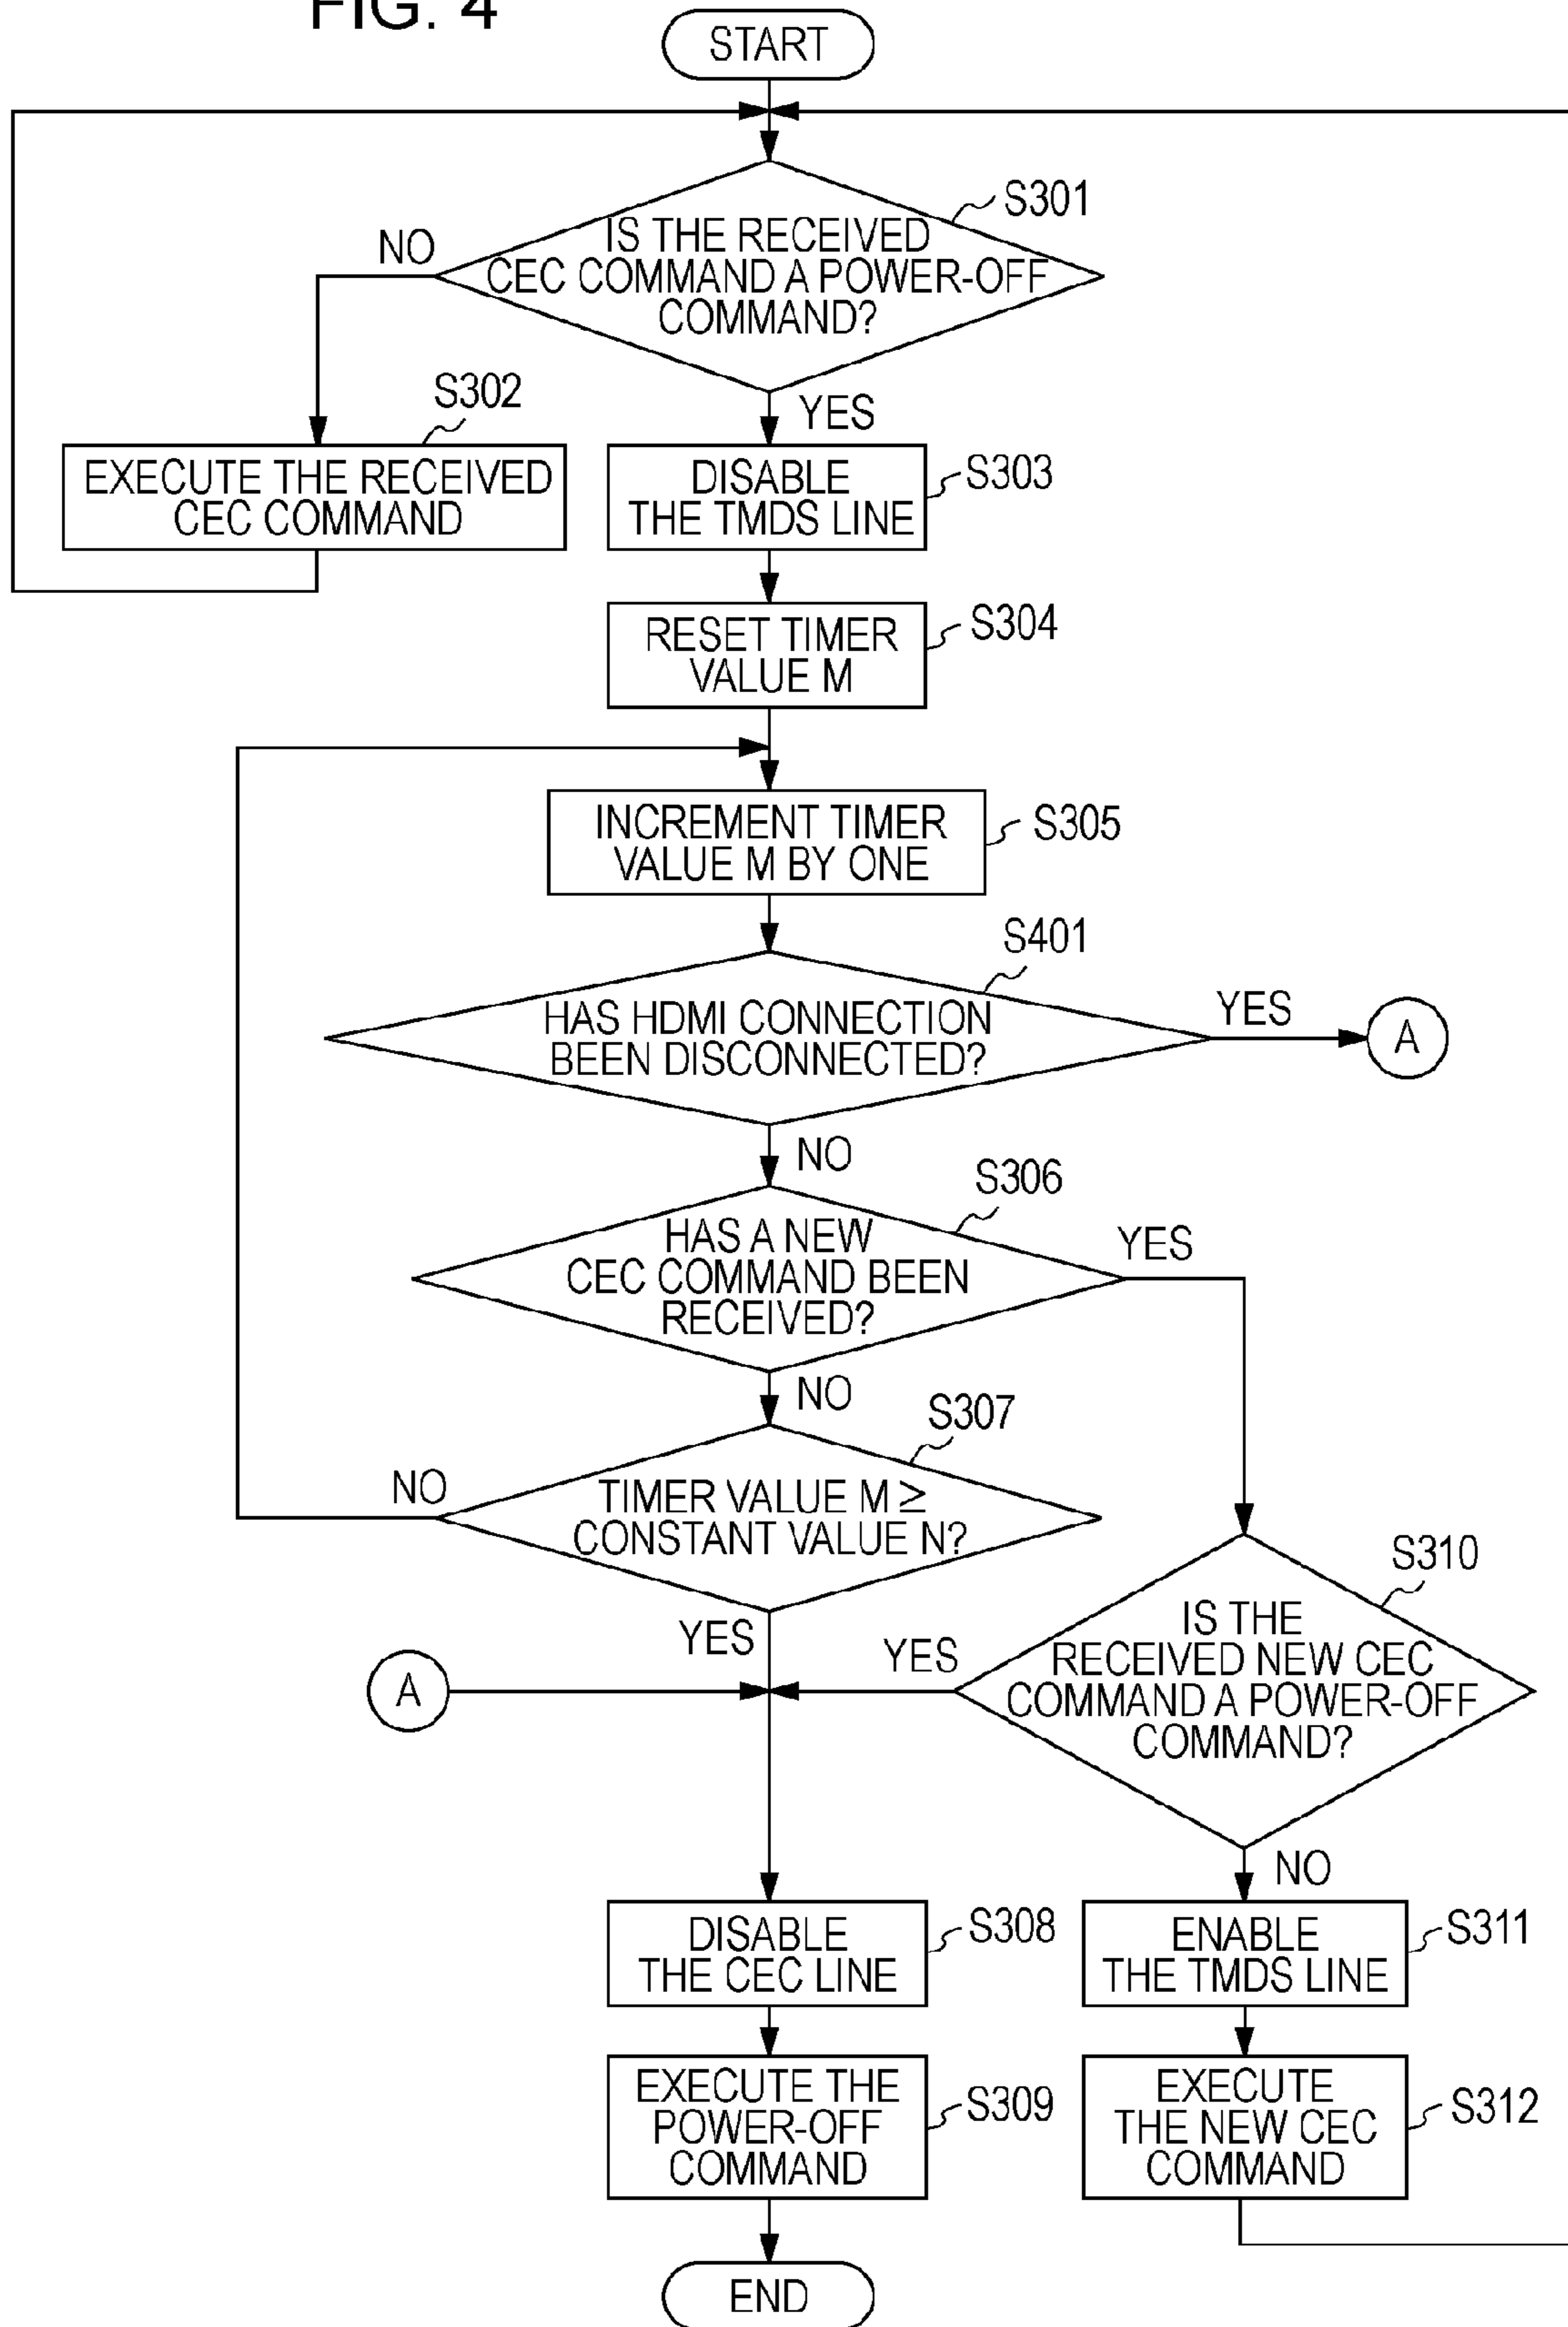 FIG. 4
START
S301
IS THE RECEIVED
CEC COMMAND A POWER-OFF
COMMAND?
NO
YES
S302
EXECUTE THE RECEIVED
CEC COMMAND
S303
DISABLE
THE TMDS LINE
S304
RESET TIMER
VALUE M
S305
INCREMENT TIMER
VALUE M BY ONE
S401
HAS HDMI CONNECTION
BEEN DISCONNECTED?
YES
A
NO
S306
HAS A NEW
CEC COMMAND BEEN
RECEIVED?
YES
NO
S307
TIMER VALUE M ≥
CONSTANT VALUE N?
NO
YES
A
S310
IS THE
RECEIVED NEW CEC
COMMAND A POWER-OFF
COMMAND?
YES
NO
S308
DISABLE
THE CEC LINE
S311
ENABLE
THE TMDS LINE
S309
EXECUTE THE
POWER-OFF
COMMAND
S312
EXECUTE
THE NEW CEC
COMMAND
END